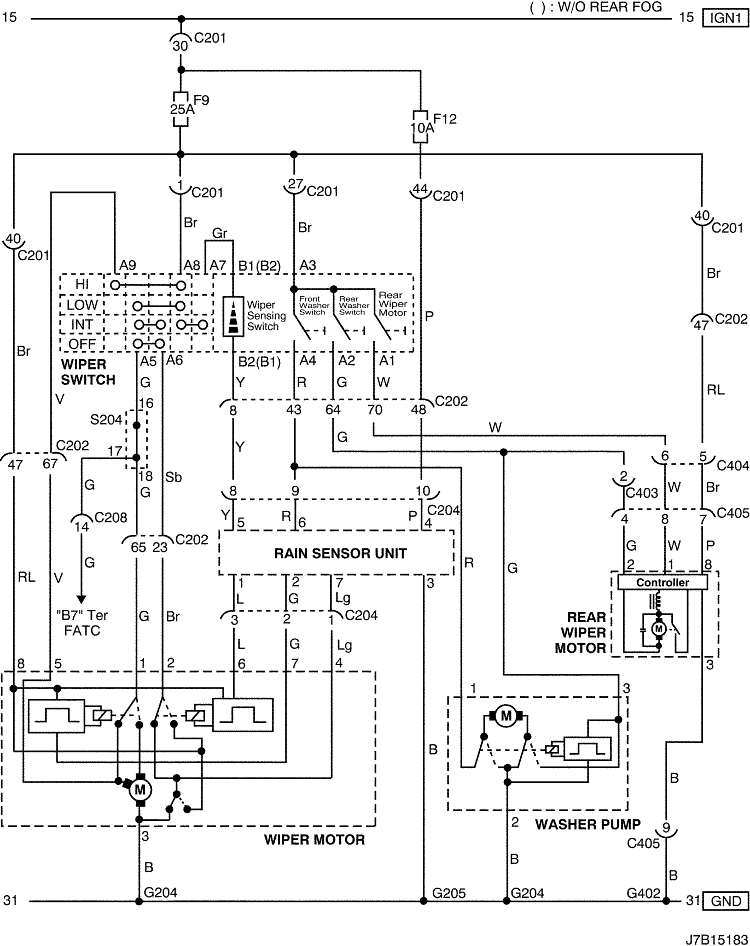 ( ) : W/O REAR FOG
15
15 IGN1
C201
30
F9
25A
F12
10A
1 C201
27 C201
44 C201
40 C201
40 C201
Br
Gr
Br
Br
A9
A8 A7
B1(B2)
A3
HI
LOW
INT
OFF
Wiper Sensing Switch
Front Washer Switch
Rear Washer Switch
Rear Wiper Motor
P
47 C202
Br
WIPER SWITCH
A5 A6
B2(B1)
A4 A2 A1
V
G
Y R G W
RL
16
S204
8 43 64 70 48 C202
W
17
18
C202
47 67
Y
G
6 5 C404
2 C403
G
G
Sb
8 9 10 C204
W Br
C405
4 8 7
14 C208
Y R P
5 6 4
65 23 C202
G W P
2 1 8
RAIN SENSOR UNIT
Controller
M
REAR WIPER MOTOR
RL
V
G
"B7" Ter
FATC
1 2 7 3
L G Lg
R
G
3 2 1 C204
G Br
L G Lg
3
8 5 1 2 6 7 4
1 3
M
B
M
B
WASHER PUMP
2
9 C405
WIPER MOTOR
3
B
B
B
31
G204
G205
G204
G402
31 GND
J7B15183